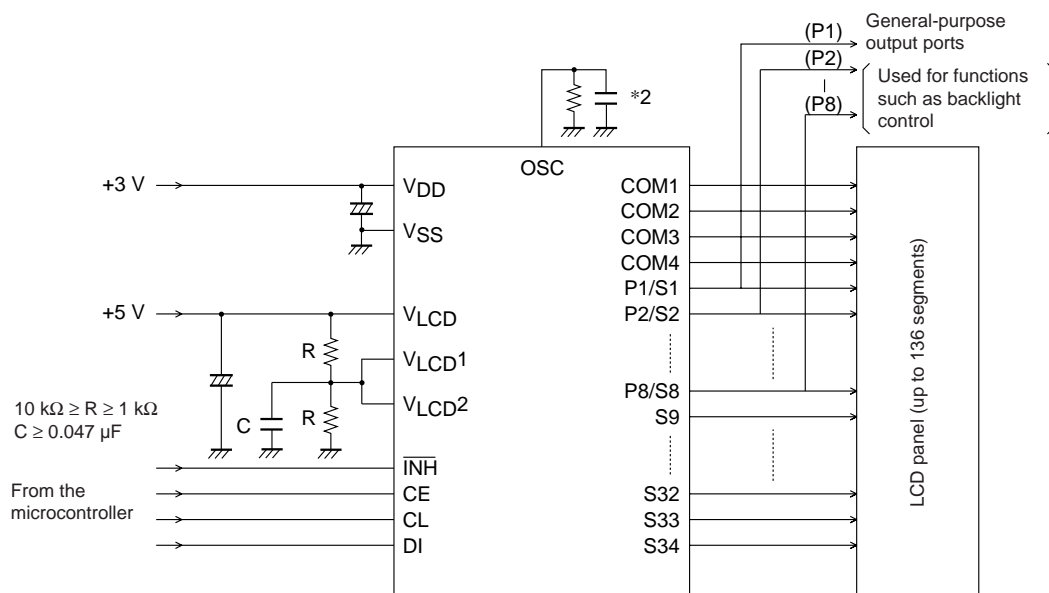 (P1)
General-purpose
output ports
(P2)
(P8)
Used for functions
such as backlight
control
*2
OSC
+3 V
VDD
VSS
+5 V
VLCD
VLCD1
VLCD2
R
R
C
10 kΩ ≥ R ≥ 1 kΩ
C ≥ 0.047 µF
INH
From the
microcontroller
CE
CL
DI
COM1
COM2
COM3
COM4
P1/S1
P2/S2
P8/S8
S9
S32
S33
S34
LCD panel (up to 136 segments)